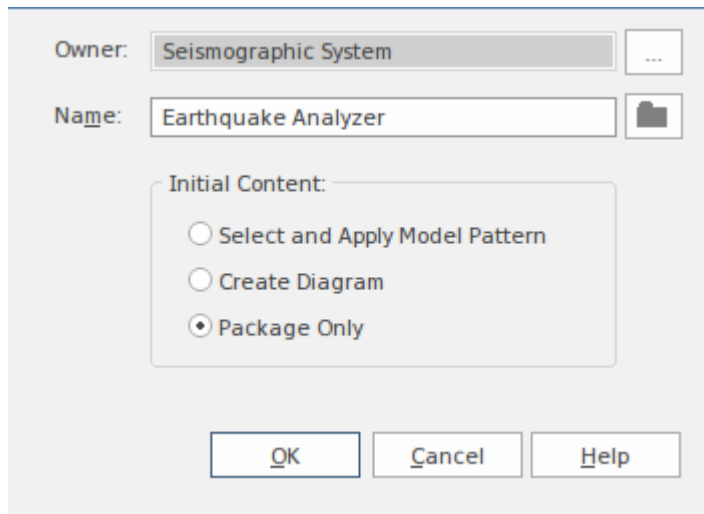 Owner: Seismographic System ...
Name: Earthquake Analyzer
Initial Content:
Select and Apply Model Pattern
Create Diagram
Package Only
OK Cancel Help